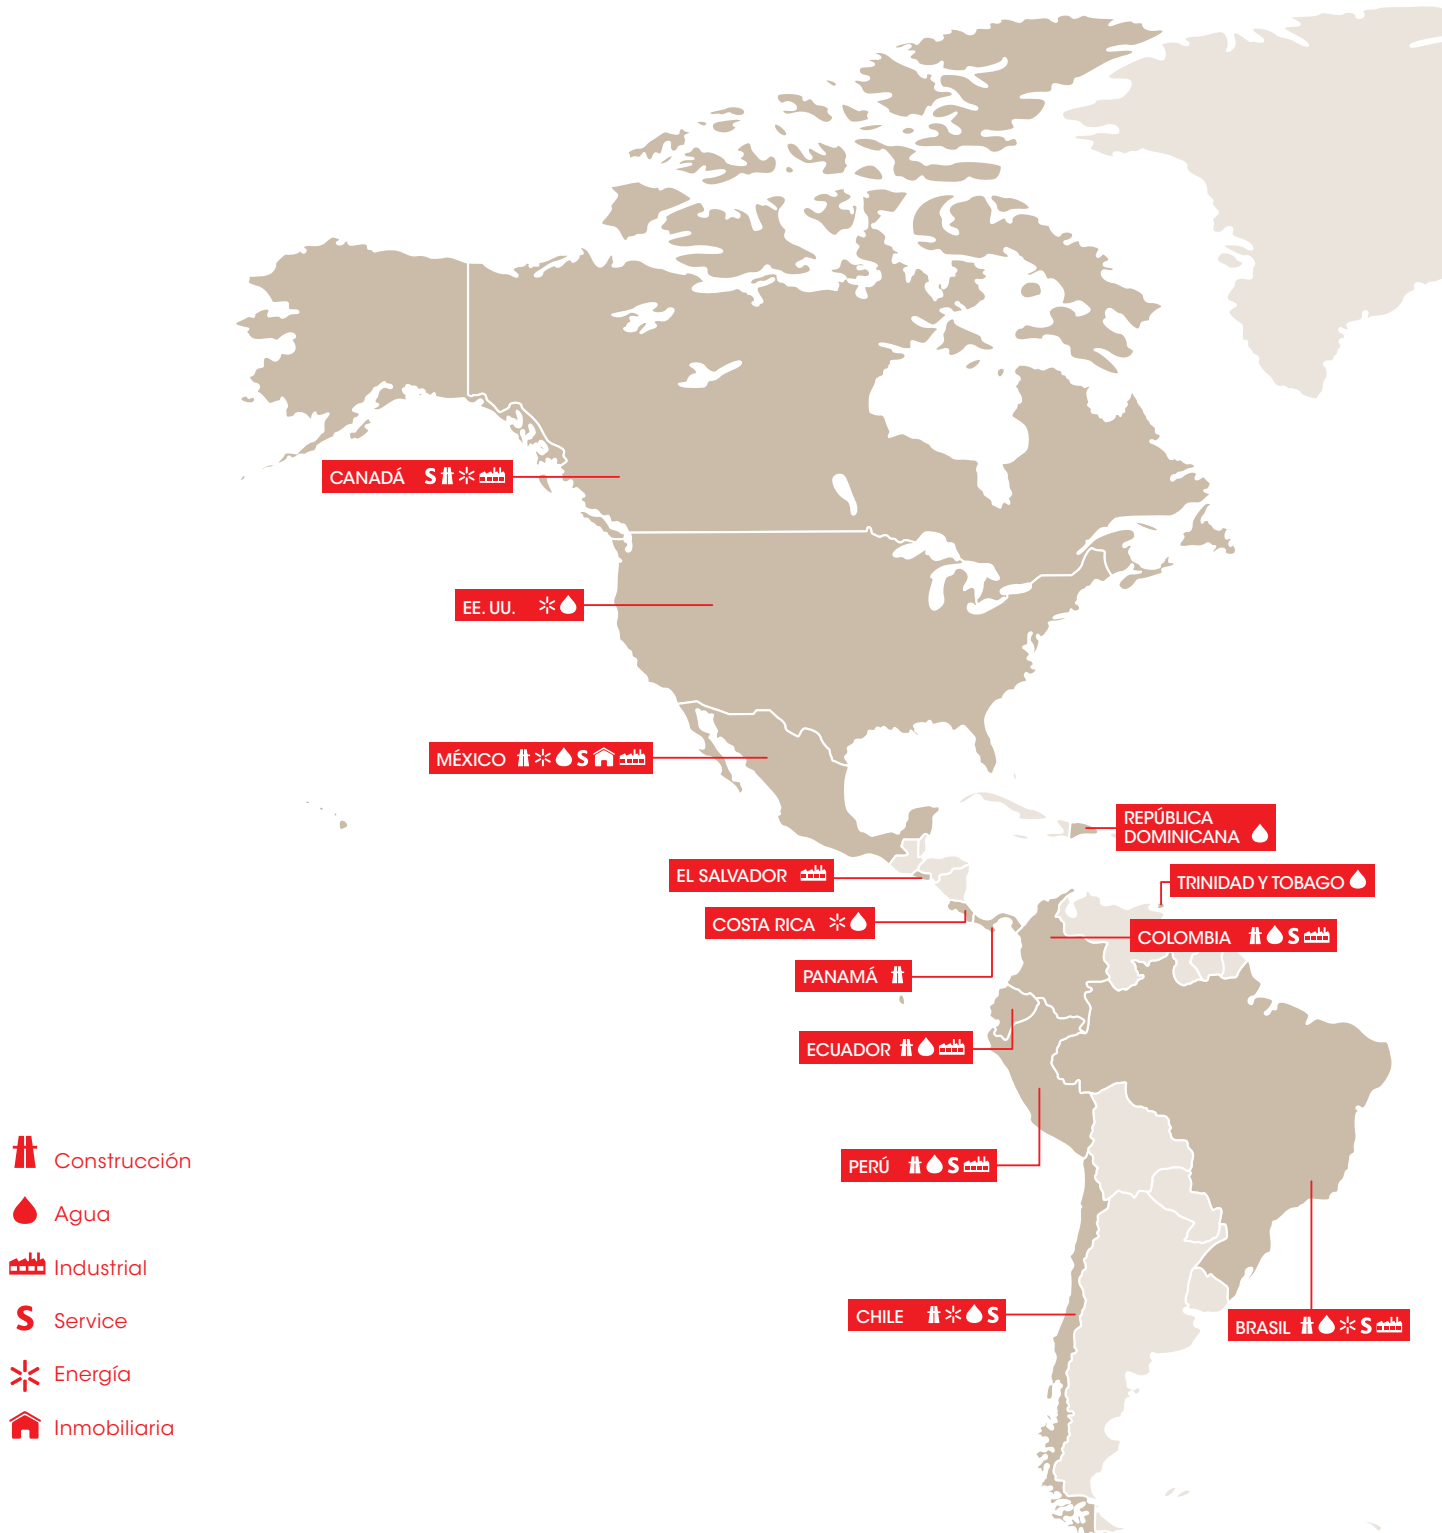 CANADÁ S
EE. UU.
MÉXICO S
REPÚBLICA
DOMINICANA
EL SALVADOR
TRINIDAD Y TOBAGO
COSTA RICA
COLOMBIA S
PANAMÁ
ECUADOR
Construcción
PERÚ S
Agua
Industrial
S Service
CHILE S
BRASIL S
Energía
Inmobiliaria